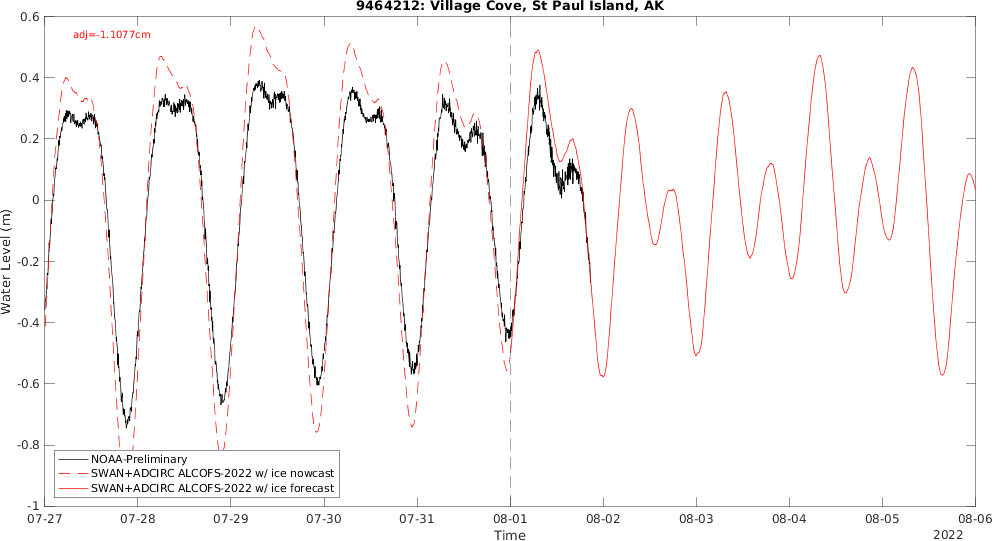 9464212: Village Cove, St Paul Island, AK
adj=-1.1077cm
0.6
0.4
0.2
0
-0.2
-0.4
-0.6
-0.8
-1
Water Level (m)
NOAA-Preliminary
SWAN+ADCIRC ALCOFS-2022 w/ ice nowcast
SWAN+ADCIRC ALCOFS-2022 w/ ice forecast
07-27 07-28 07-29 07-30 07-31 08-01 08-02 08-03 08-04 08-05 08-06
Time
2022